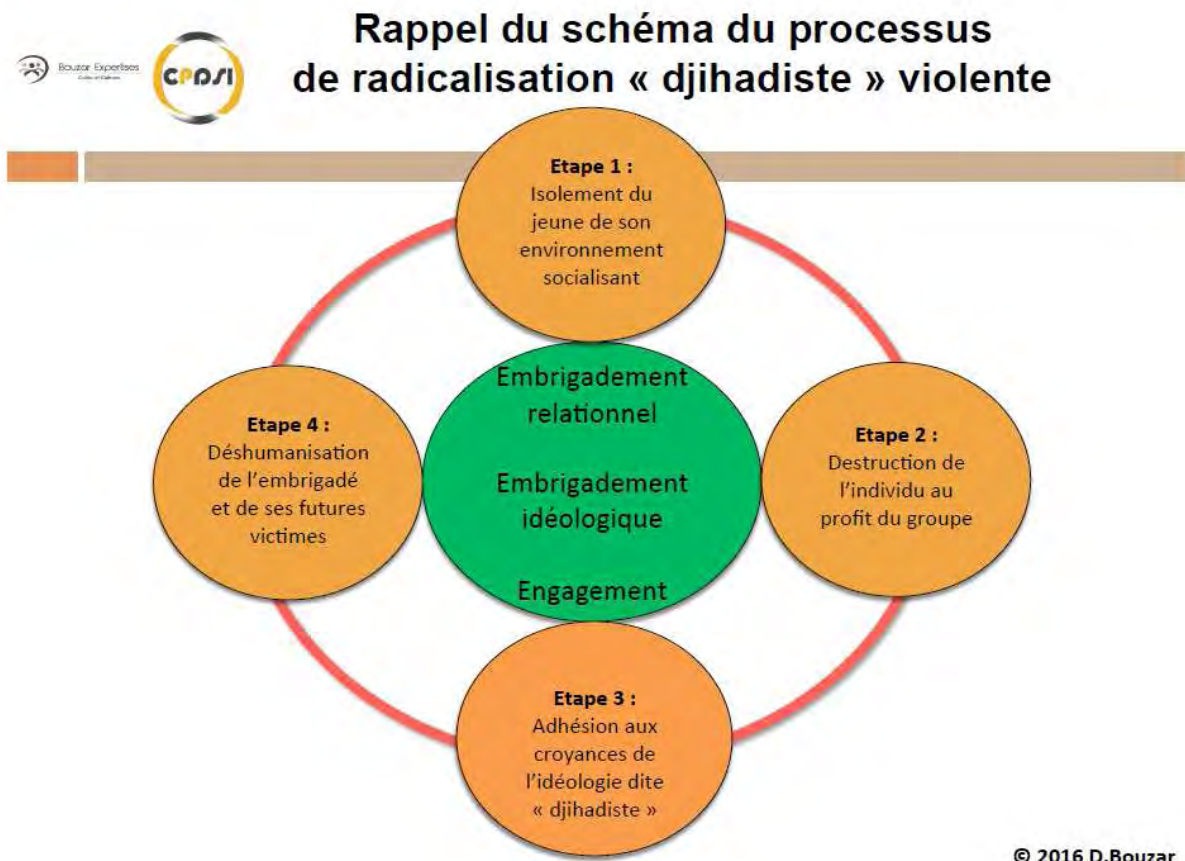 Rappel du schéma du processus
de radicalisation « djihadiste » violente
Bouzar Expertises
CPDSI
Etape 1 :
Isolement du
jeune de son
environnement
socialisant
Embrigadement
relationnel
Embrigadement
idéologique
Engagement
Etape 2 :
Destruction de
l'individu au
profit du groupe
Etape 3 :
Adhésion aux
croyances de
l'idéologie dite
« djihadiste »
Etape 4 :
Déshumanisation
de l'embrigadé
et de ses futures
victimes
© 2016 D.Bouzar